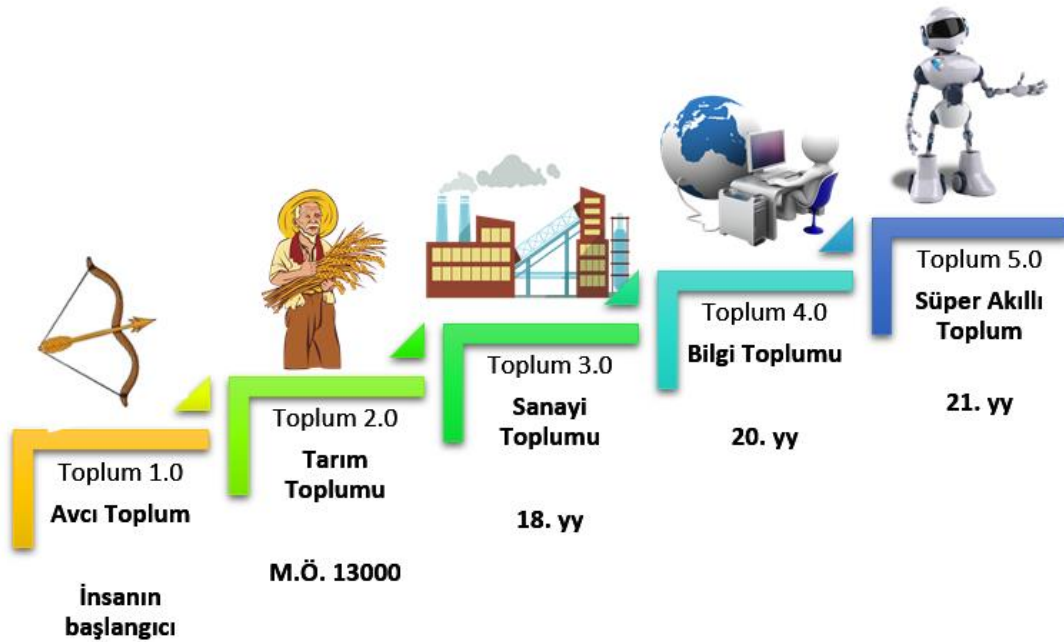 Toplum 1.0
Avcı Toplum
İnsanın
başlangıcı
Toplum 2.0
Tarım
Toplumu
M.Ö. 13000
Toplum 3.0
Sanayi
Toplumu
18. yy
Toplum 4.0
Bilgi Toplumu
20. yy
Toplum 5.0
Süper Akıllı
Toplum
21. yy